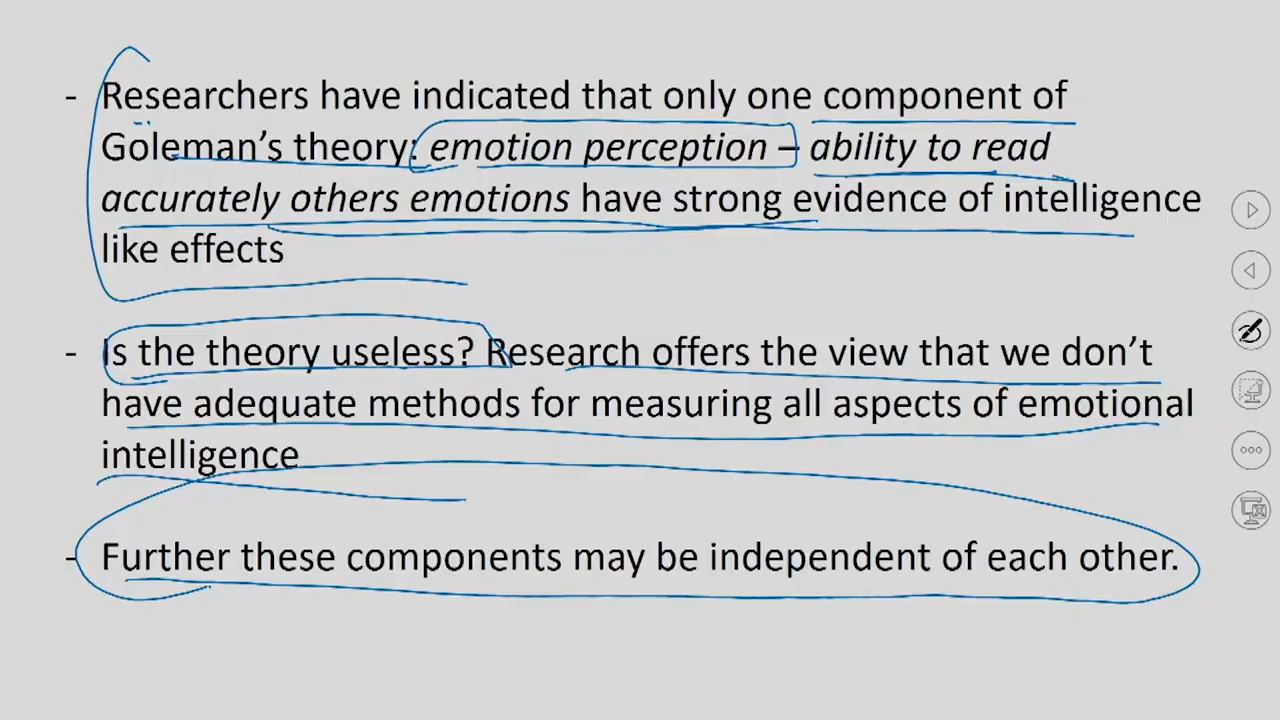 - Researchers have indicated that only one component of
Goleman's theory: emotion perception – ability to read
accurately others emotions have strong evidence of intelligence
like effects
- Is the theory useless? Research offers the view that we don't
have adequate methods for measuring all aspects of emotional
intelligence
- Further these components may be independent of each other.